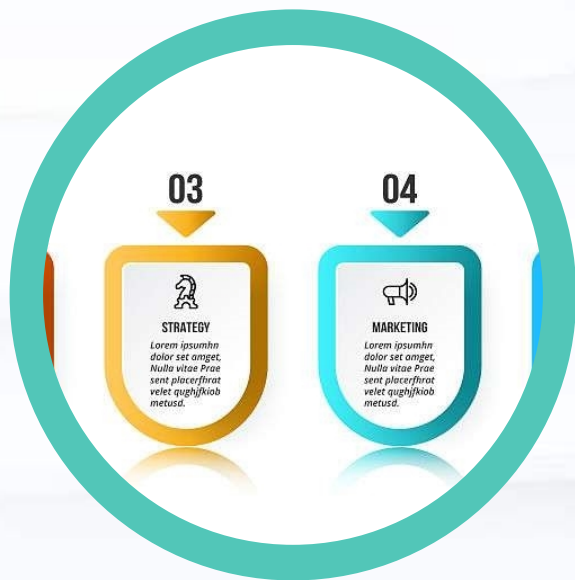 03
STRATEGY
Lorem ipsumhn
dolor set amget,
Nulla vitae Prae
sent placerfhrat
velet qughjfkiob
metusd.
04
MARKETING
Lorem ipsumhn
dolor set amget,
Nulla vitae Prae
sent placerfhrat
velet qughjfkiob
metusd.